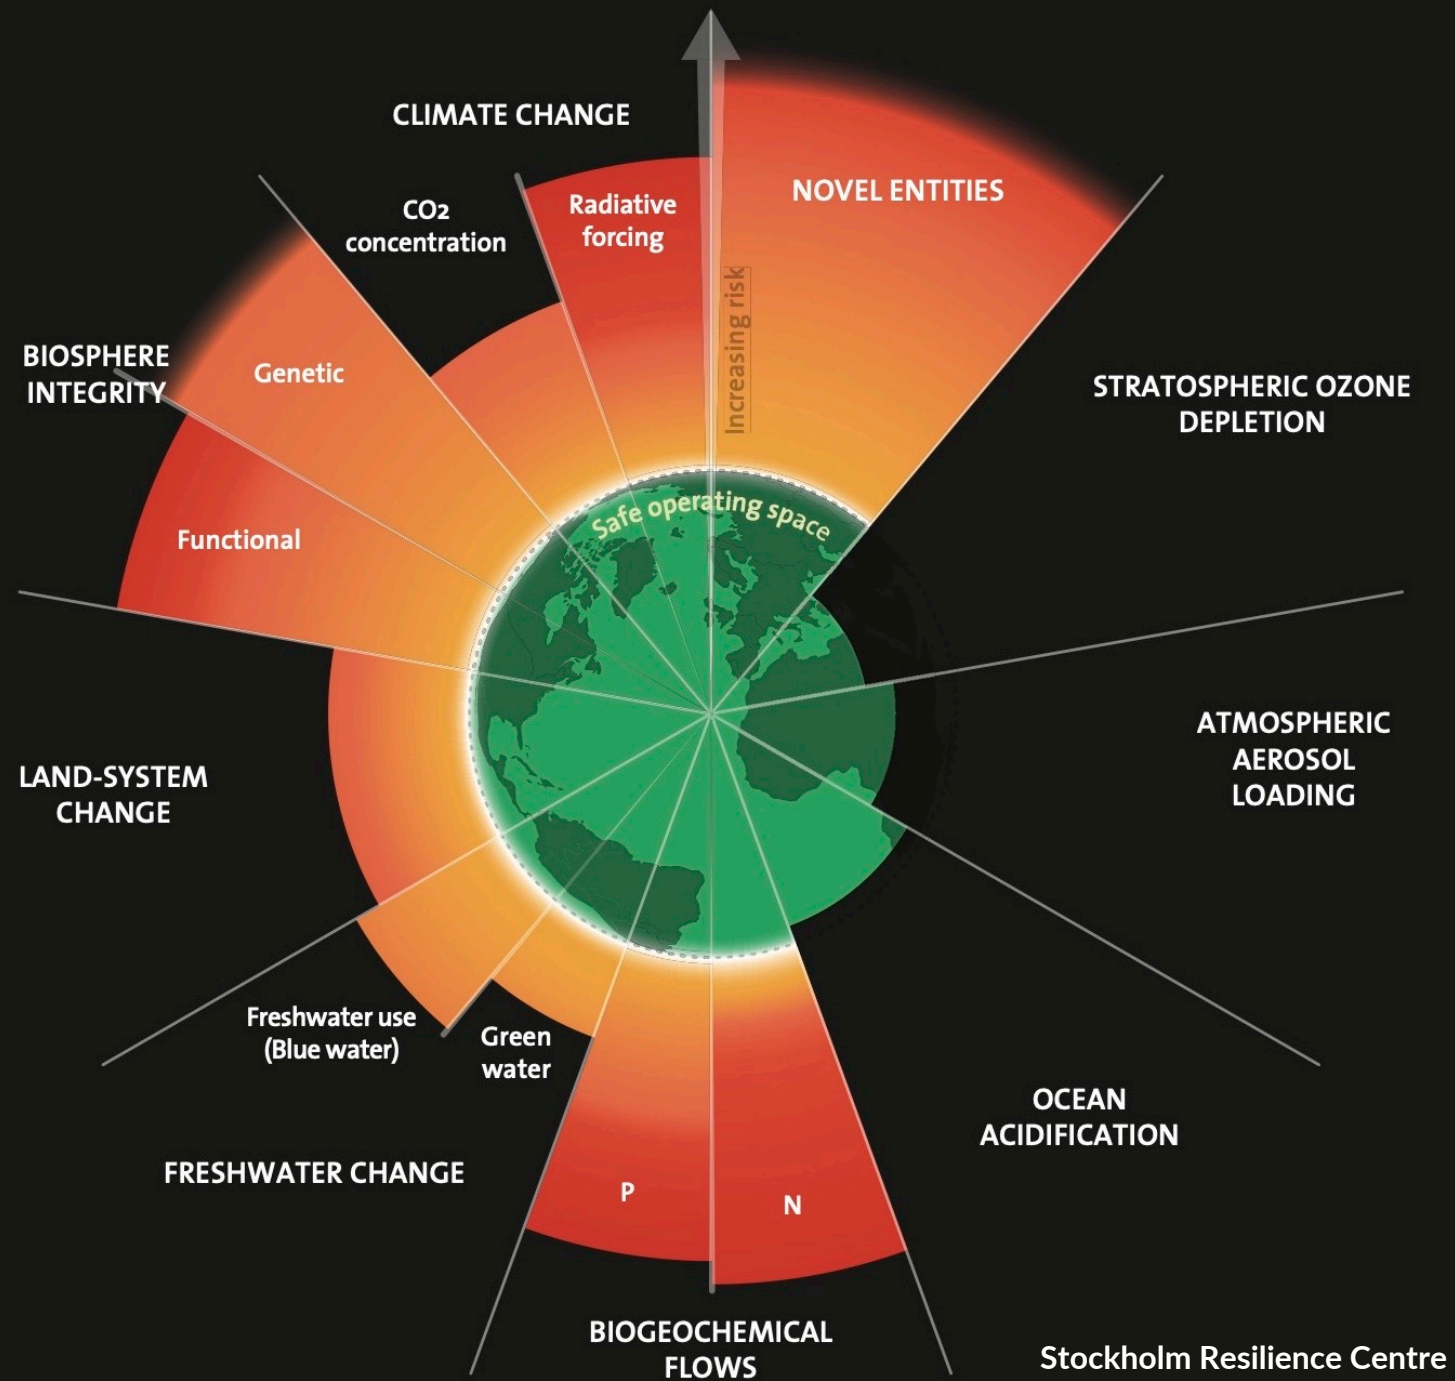 CLIMATE CHANGE
CO2
concentration
Radiative
forcing
NOVEL ENTITIES
Increasing risk
STRATOSPHERIC OZONE
DEPLETION
BIOSPHERE
INTEGRITY
Genetic
Functional
Safe operating space
ATMOSPHERIC
AEROSOL
LOADING
LAND-SYSTEM
CHANGE
Freshwater use
(Blue water)
Green
water
FRESHWATER CHANGE
OCEAN
ACIDIFICATION
P
N
BIOGEOCHEMICAL
FLOWS
Stockholm Resilience Centre